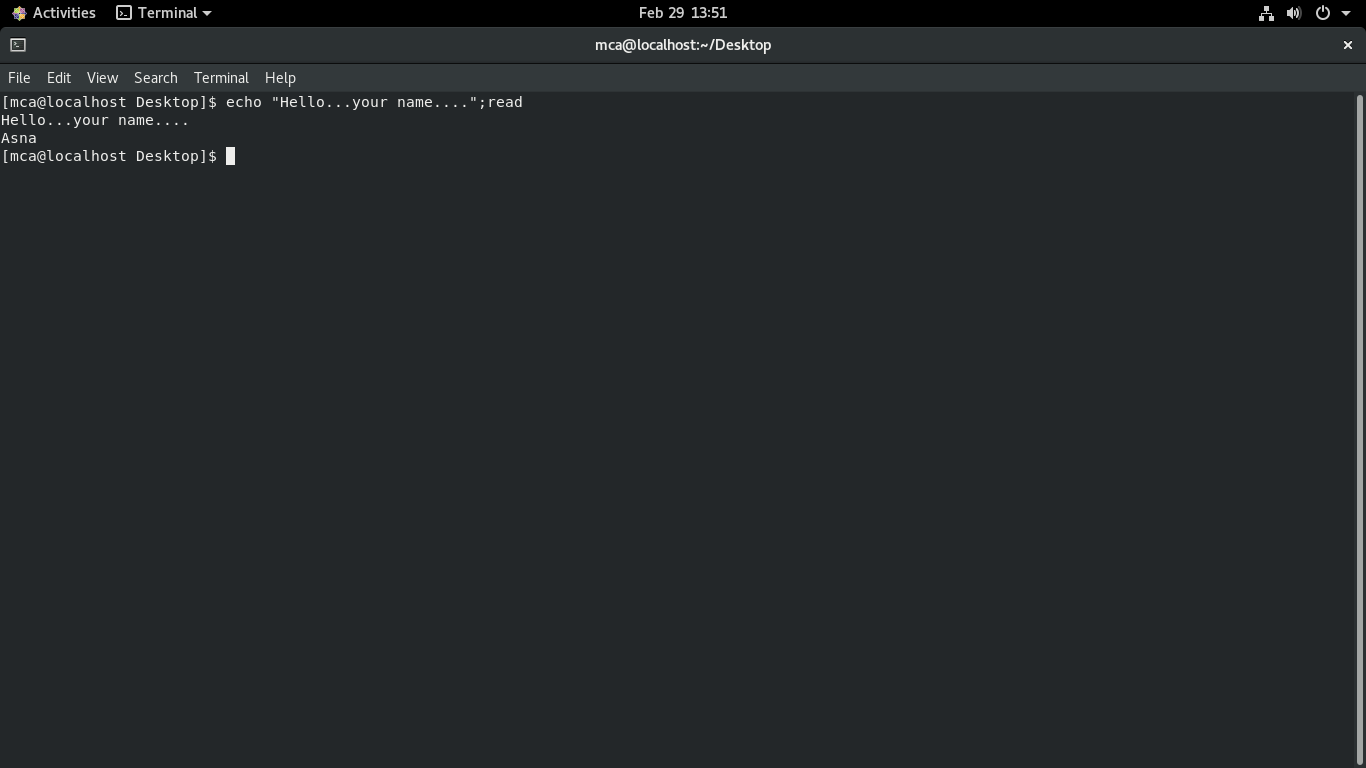 Activities Terminal Feb 29 13:51
mca@localhost:~/Desktop
File Edit View Search Terminal Help
[mca@localhost Desktop]$ echo "Hello...your name....";read
Hello...your name....
Asna
[mca@localhost Desktop]$